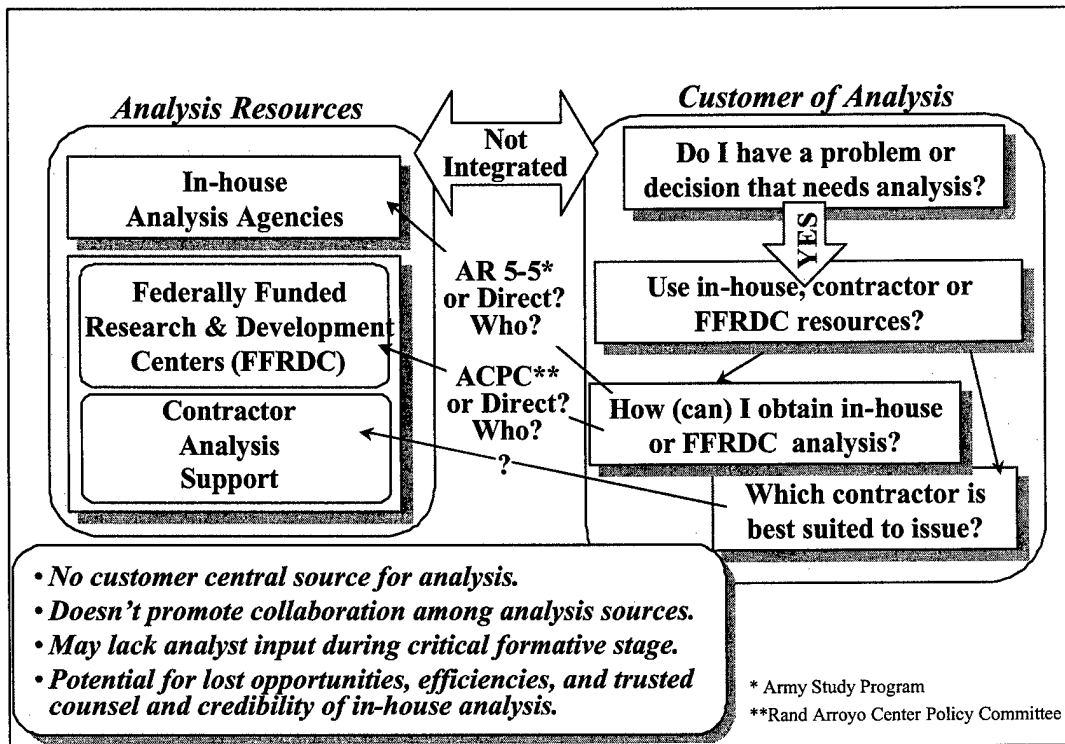 Analysis Resources
In-house
Analysis Agencies
Federally Funded
Research & Development
Centers (FFRDC)
Contractor
Analysis
Support
Not
Integrated
AR 5-5*
or Direct?
Who?
ACPC**
or Direct?
Who?
?
Customer of Analysis
Do I have a problem or
decision that needs analysis?
YES
Use in-house, contractor or
FFRDC resources?
How (can) I obtain in-house
or FFRDC analysis?
Which contractor is
best suited to issue?
• No customer central source for analysis.
• Doesn't promote collaboration among analysis sources.
• May lack analyst input during critical formative stage.
• Potential for lost opportunities, efficiencies, and trusted
counsel and credibility of in-house analysis.
* Army Study Program
**Rand Arroyo Center Policy Committee